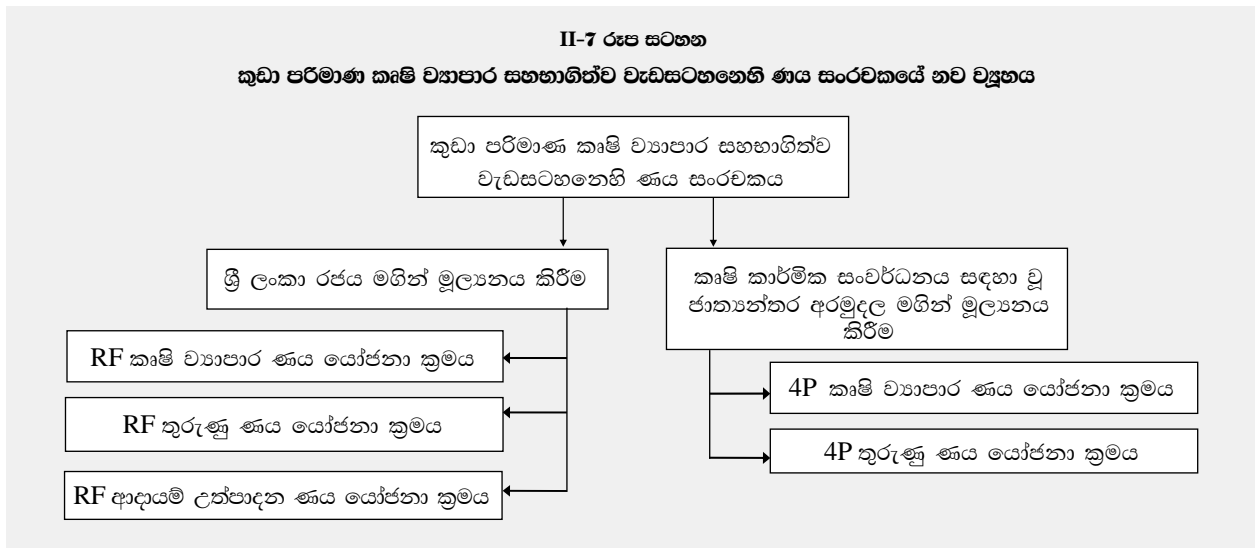 II-7 රූප සටහන
කුඩා පරිමාණ කෘෂි ව්‍යාපාර සහභාගිත්ව වැඩසටහනෙහි ණය සංරචකයේ නව ව්‍යූහය
කුඩා පරිමාණ කෘෂි ව්‍යාපාර සහභාගිත්ව
වැඩසටහනෙහි ණය සංරචකය
ශ්‍රී ලංකා රජය මගින් මූල්‍යනය කිරීම
RF කෘෂි ව්‍යාපාර ණය යෝජනා ක්‍රමය
RF තුරුණු ණය යෝජනා ක්‍රමය
RF ආදායම් උත්පාදන ණය යෝජනා ක්‍රමය
කෘෂි කාර්මික සංවර්ධනය සඳහා වූ
ජාත්‍යන්තර අරමුදල මගින් මූල්‍යනය
කිරීම
4P කෘෂි ව්‍යාපාර ණය යෝජනා ක්‍රමය
4P තුරුණු ණය යෝජනා ක්‍රමය